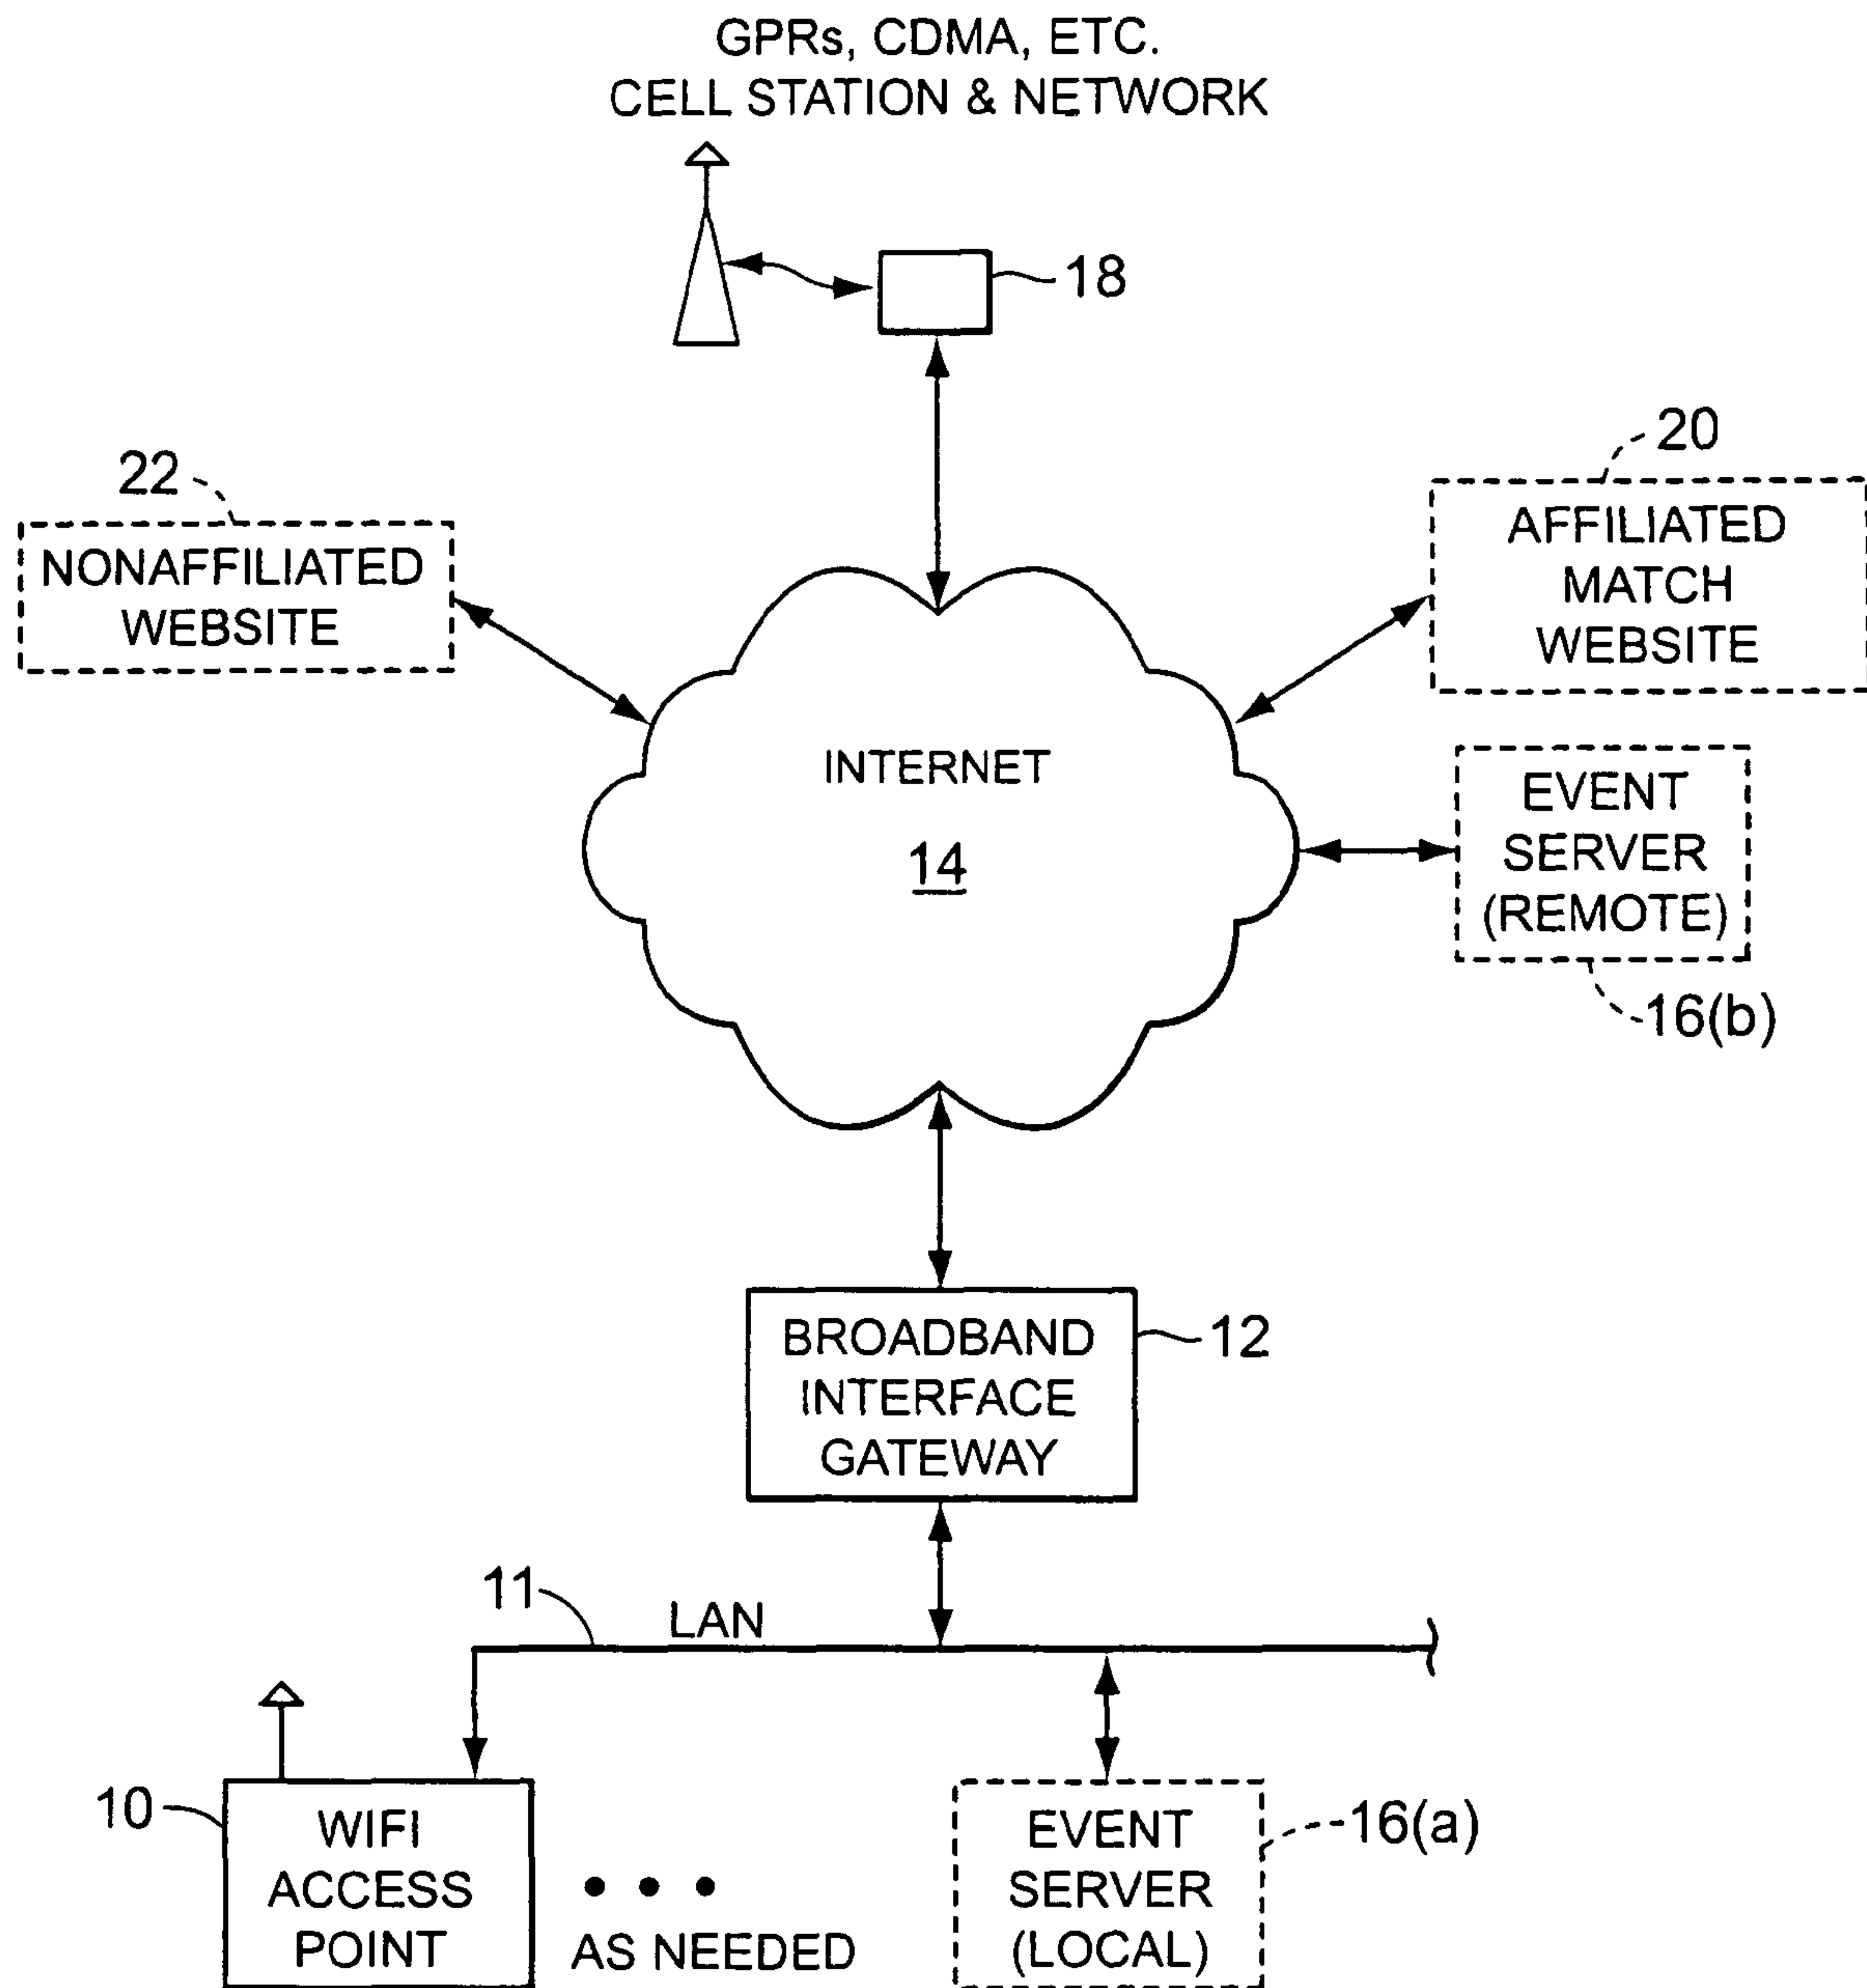 GPRs, CDMA, ETC.
CELL STATION & NETWORK
18
20
22
NONAFFILIATED
WEBSITE
AFFILIATED
MATCH
WEBSITE
INTERNET
14
EVENT
SERVER
(REMOTE)
16(b)
BROADBAND
INTERFACE
GATEWAY
12
11
LAN
10
WIFI
ACCESS
POINT
• • •
AS NEEDED
EVENT
SERVER
(LOCAL)
16(a)